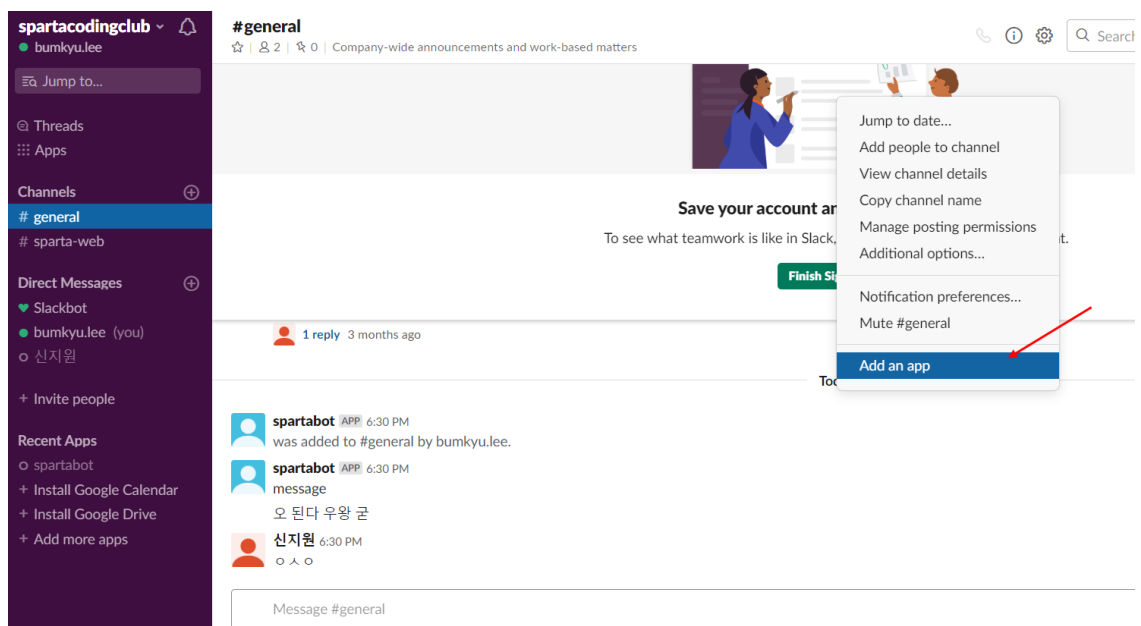 spartacodingclub
bumkyu.lee
Jump to...
Threads
Apps
Channels
# general
# sparta-web
Direct Messages
Slackbot
bumkyu.lee (you)
신지원
+ Invite people
Recent Apps
spartabot
+ Install Google Calendar
+ Install Google Drive
+ Add more apps
#general
2 | 0 | Company-wide announcements and work-based matters
Search
Save your account an
To see what teamwork is like in Slack, t.
Finish Si
Jump to date...
Add people to channel
View channel details
Copy channel name
Manage posting permissions
Additional options...
Notification preferences...
Mute #general
Add an app
1 reply 3 months ago
spartabot APP 6:30 PM
was added to #general by bumkyu.lee.
spartabot APP 6:30 PM
message
오 된다 우왕 굳
신지원 6:30 PM
ㅇㅅㅇ
Message #general